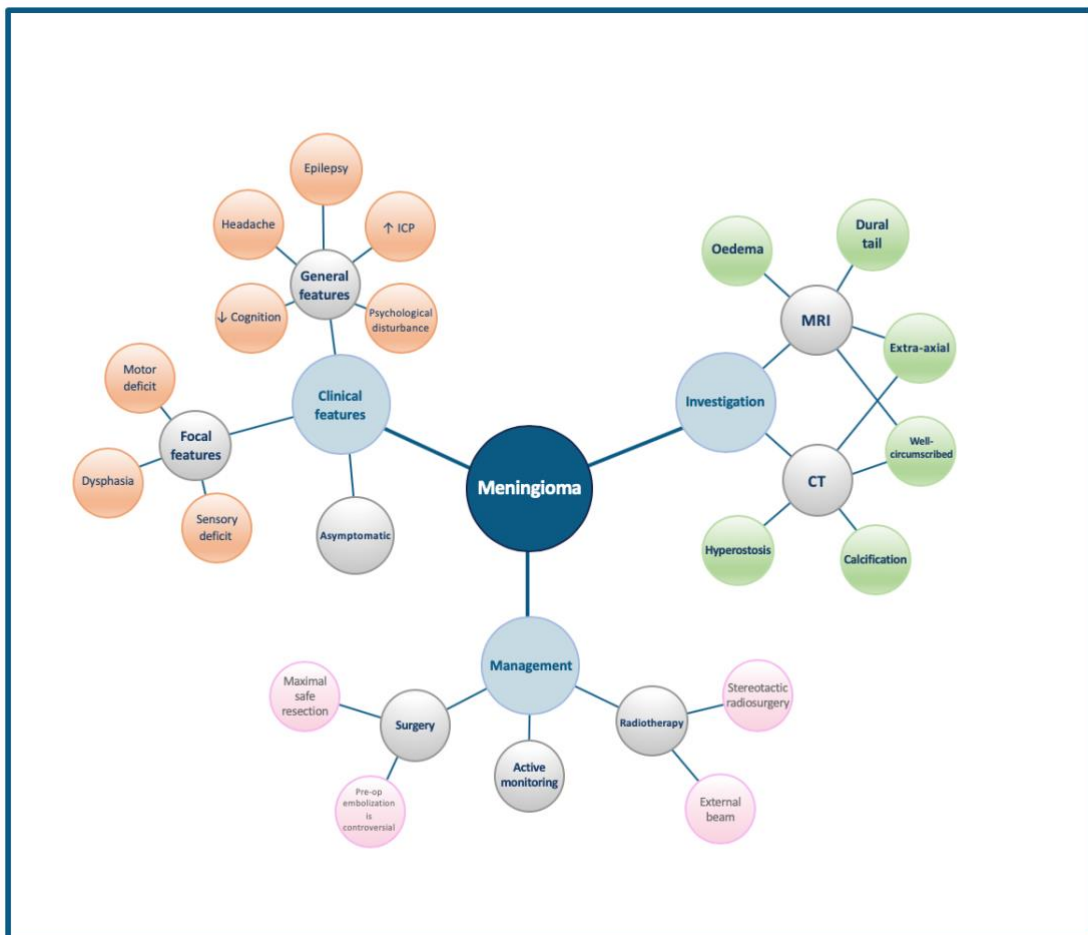 Epilepsy
Headache
↑ ICP
General
features
↓ Cognition
Psychological
disturbance
Motor
deficit
Clinical
features
Focal
features
Dysphasia
Sensory
deficit
Asymptomatic
Meningioma
Dural
tail
Oedema
MRI
Extra-axial
Investigation
Well-
circumscribed
CT
Hyperostosis
Calcification
Management
Maximal
safe
resection
Surgery
Pre-op
embolization
is
controversial
Active
monitoring
Radiotherapy
Stereotactic
radiosurgery
External
beam